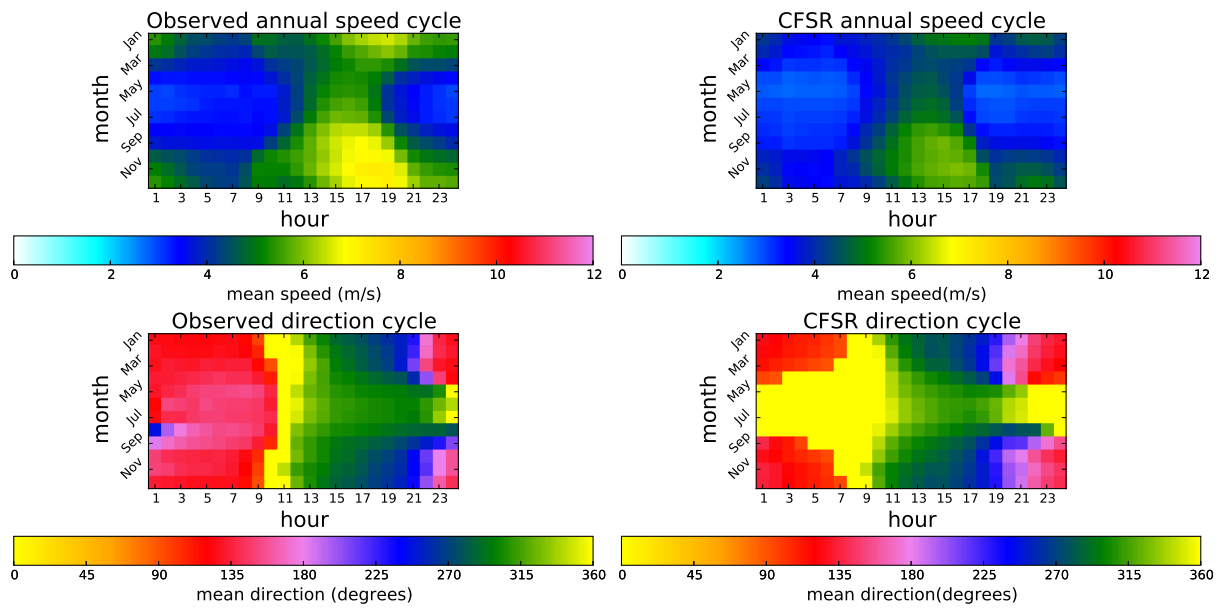 Observed annual speed cycle
Jan
Mar
May
Jul
Sep
Nov
month
1 3 5 7 9 11 13 15 17 19 21 23
hour
0 2 4 6 8 10 12
mean speed (m/s)
CFSR annual speed cycle
Jan
Mar
May
Jul
Sep
Nov
month
1 3 5 7 9 11 13 15 17 19 21 23
hour
0 2 4 6 8 10 12
mean speed(m/s)
Observed direction cycle
Jan
Mar
May
Jul
Sep
Nov
month
1 3 5 7 9 11 13 15 17 19 21 23
hour
0 45 90 135 180 225 270 315 360
mean direction (degrees)
CFSR direction cycle
Jan
Mar
May
Jul
Sep
Nov
month
1 3 5 7 9 11 13 15 17 19 21 23
hour
0 45 90 135 180 225 270 315 360
mean direction(degrees)